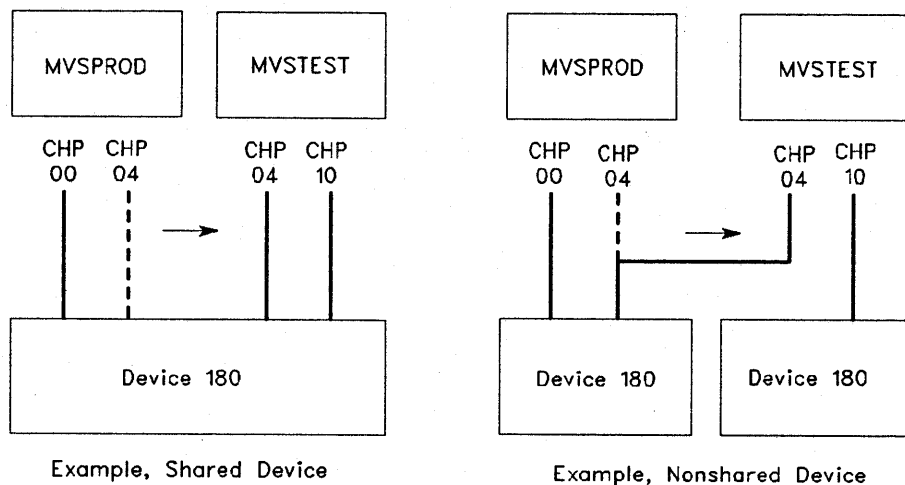 MVSPROD
MVSTEST
CHP 00
CHP 04
CHP 04
CHP 10
Device 180
Example, Shared Device
MVSPROD
MVSTEST
CHP 00
CHP 04
CHP 04
CHP 10
Device 180
Device 180
Example, Nonshared Device